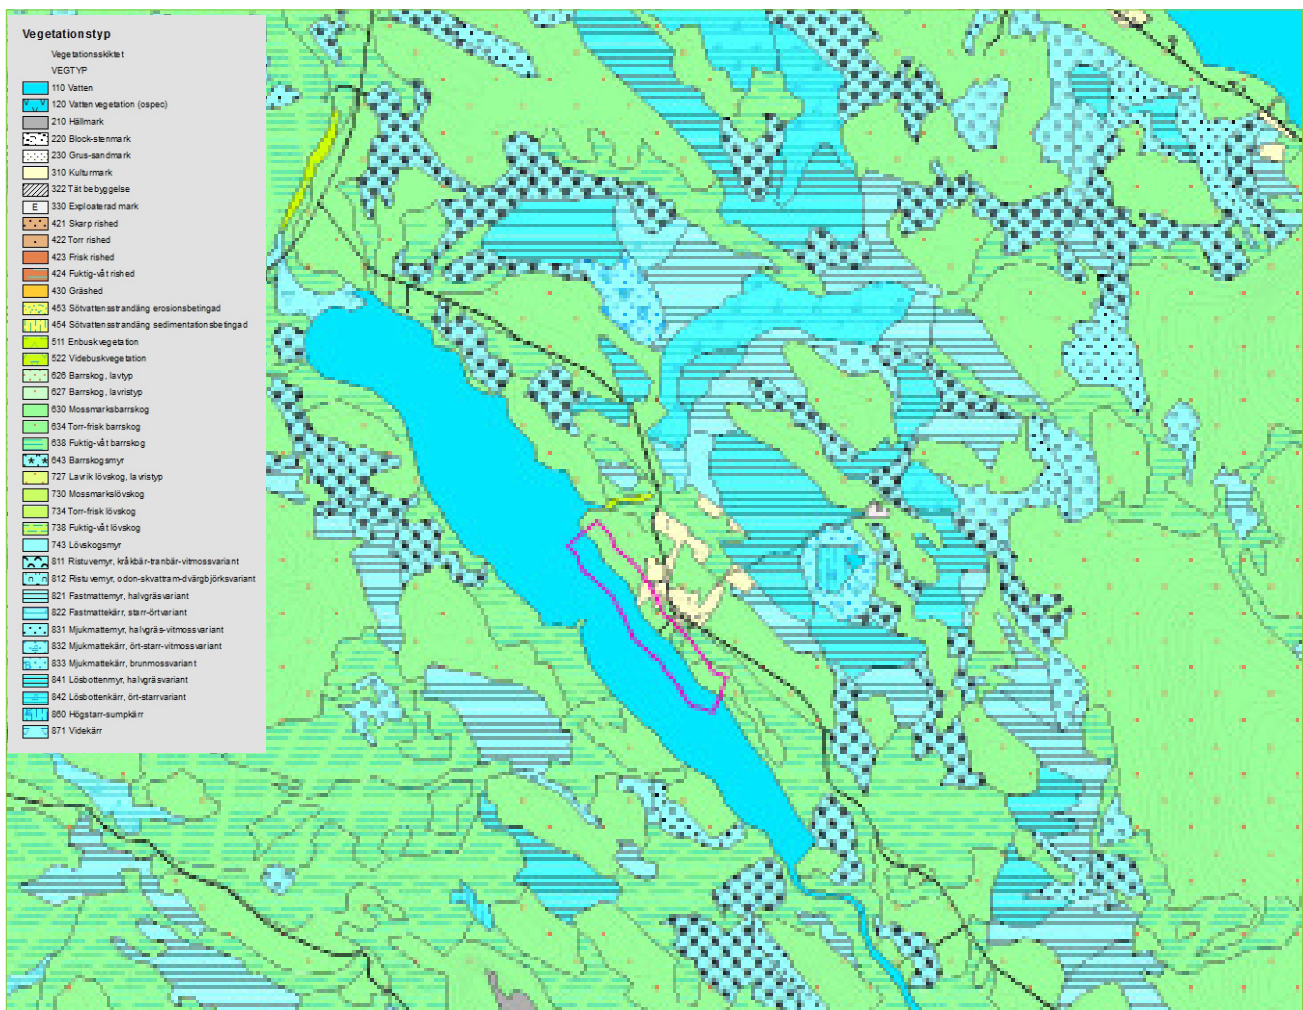 Vegetationstyp
Vegetationsskiktet
VEGTYP
110 Vatten
120 Vattenvegetation (ospec)
210 Hällmark
220 Block-stenmark
230 Grus-sandmark
310 Kulturmark
322 Tät bebyggelse
E 330 Exploaterad mark
421 Skarp rished
422 Torr rished
423 Frisk rished
424 Fuktig-våt rished
430 Gräshed
453 Sötvattensstrandäng erosionsbetingad
454 Sötvattensstrandäng sedimentationsbetingad
511 Enbuskvegetation
522 Videbuskvegetation
626 Barrskog, lavtyp
627 Barrskog, lavristyp
630 Mossmarksbarrskog
634 Torr-frisk barrskog
638 Fuktig-våt barrskog
643 Barrskogsmyr
727 Lavrik lövskog, lavristyp
730 Mossmarkslövskog
734 Torr-frisk lövskog
738 Fuktig-våt lövskog
743 Lövskogsmyr
811 Ristuvemyr, kråkbär-tranbär-vitmossvariant
812 Ristuvemyr, odon-skvattram-dvärgbjörksvariant
821 Fastmattemyr, halvgräsvariant
822 Fastmattekärr, starr-örtvariant
831 Mjukmattemyr, halvgräs-vitmossvariant
832 Mjukmattekärr, ört-starr-vitmossvariant
833 Mjukmattekärr, brunmossvariant
841 Lösbottenmyr, halvgräsvariant
842 Lösbottenkärr, ört-starrvariant
860 Högstarr-sumpkärr
871 Videkärr